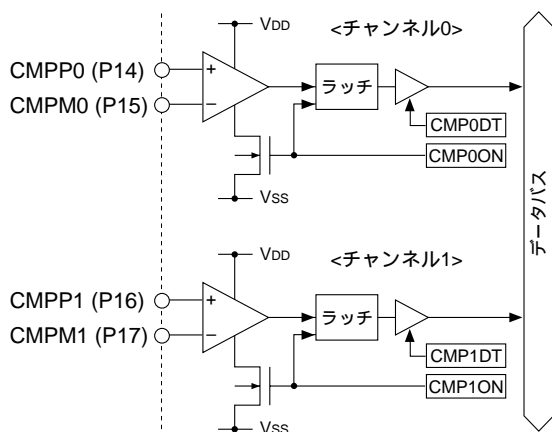 VDD
<チャンネル0>
CMPP0 (P14)
+
ラッチ
CMPM0 (P15)
−
CMP0DT
CMP0ON
VSS
データバス
VDD
<チャンネル1>
CMPP1 (P16)
+
ラッチ
CMPM1 (P17)
−
CMP1DT
CMP1ON
VSS